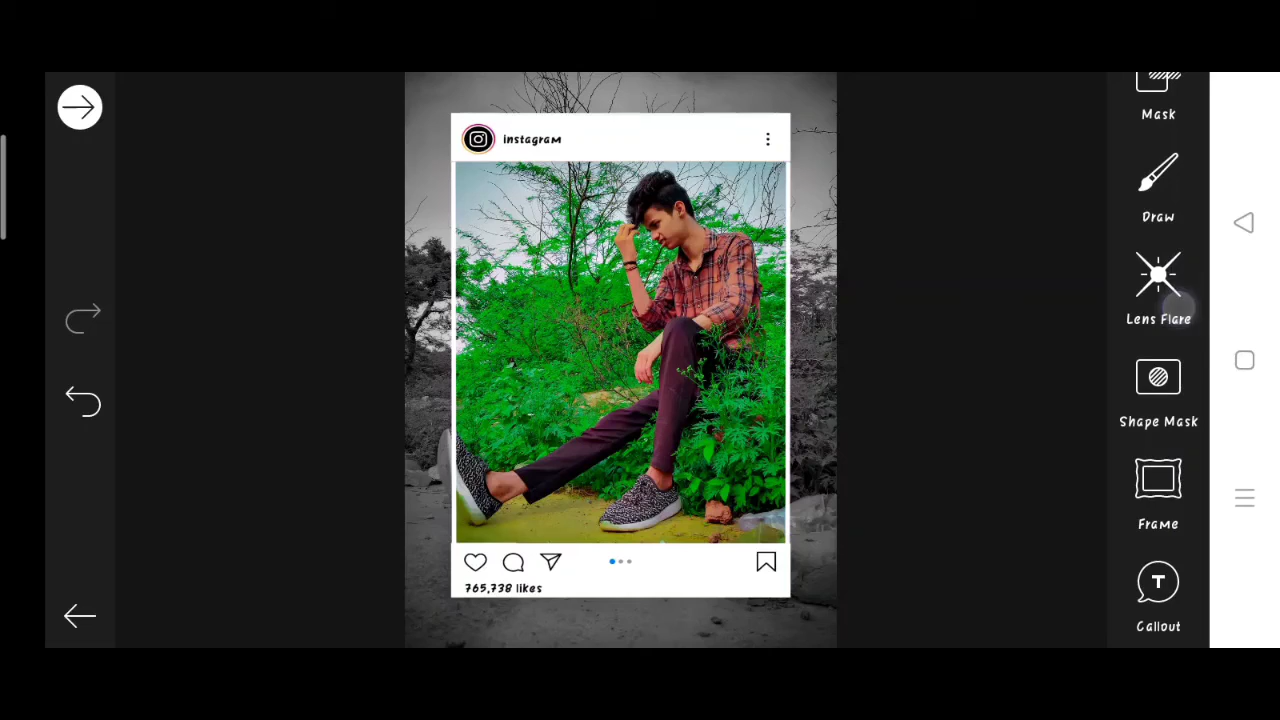 instagram
765,738 likes
Mask
Draw
Lens Flare
Shape Mask
Frame
T
Callout